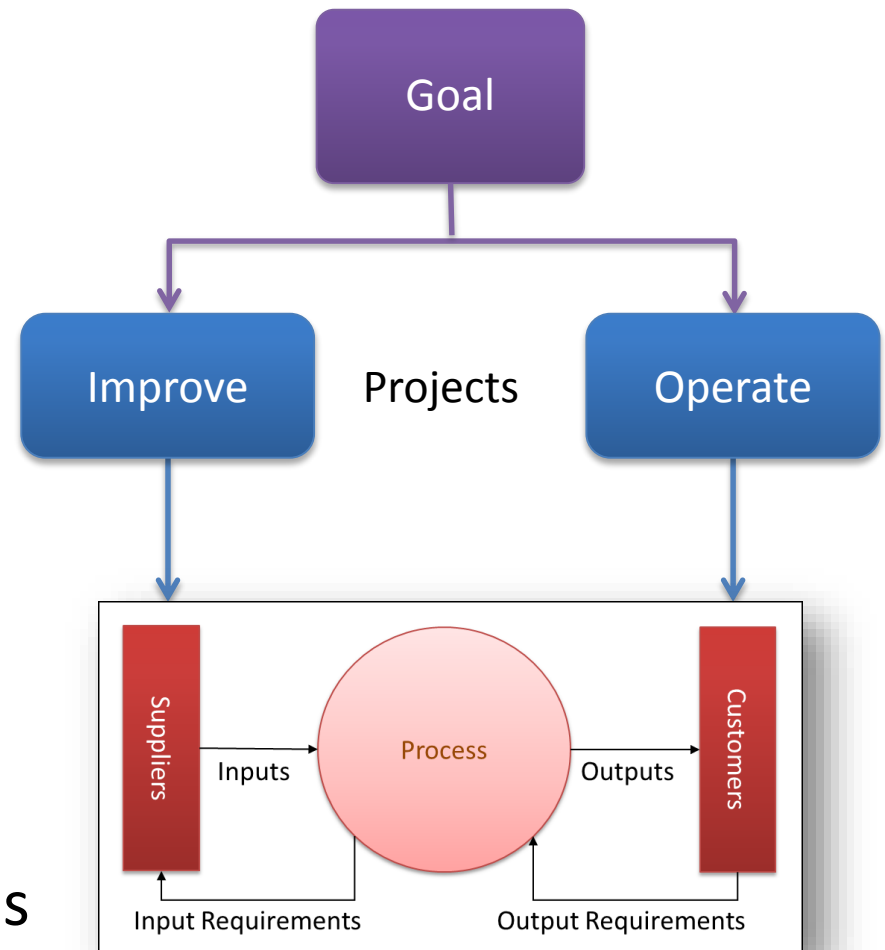 Goal
Improve
Projects
Operate
Suppliers
Inputs
Process
Outputs
Customers
s
Input Requirements
Output Requirements